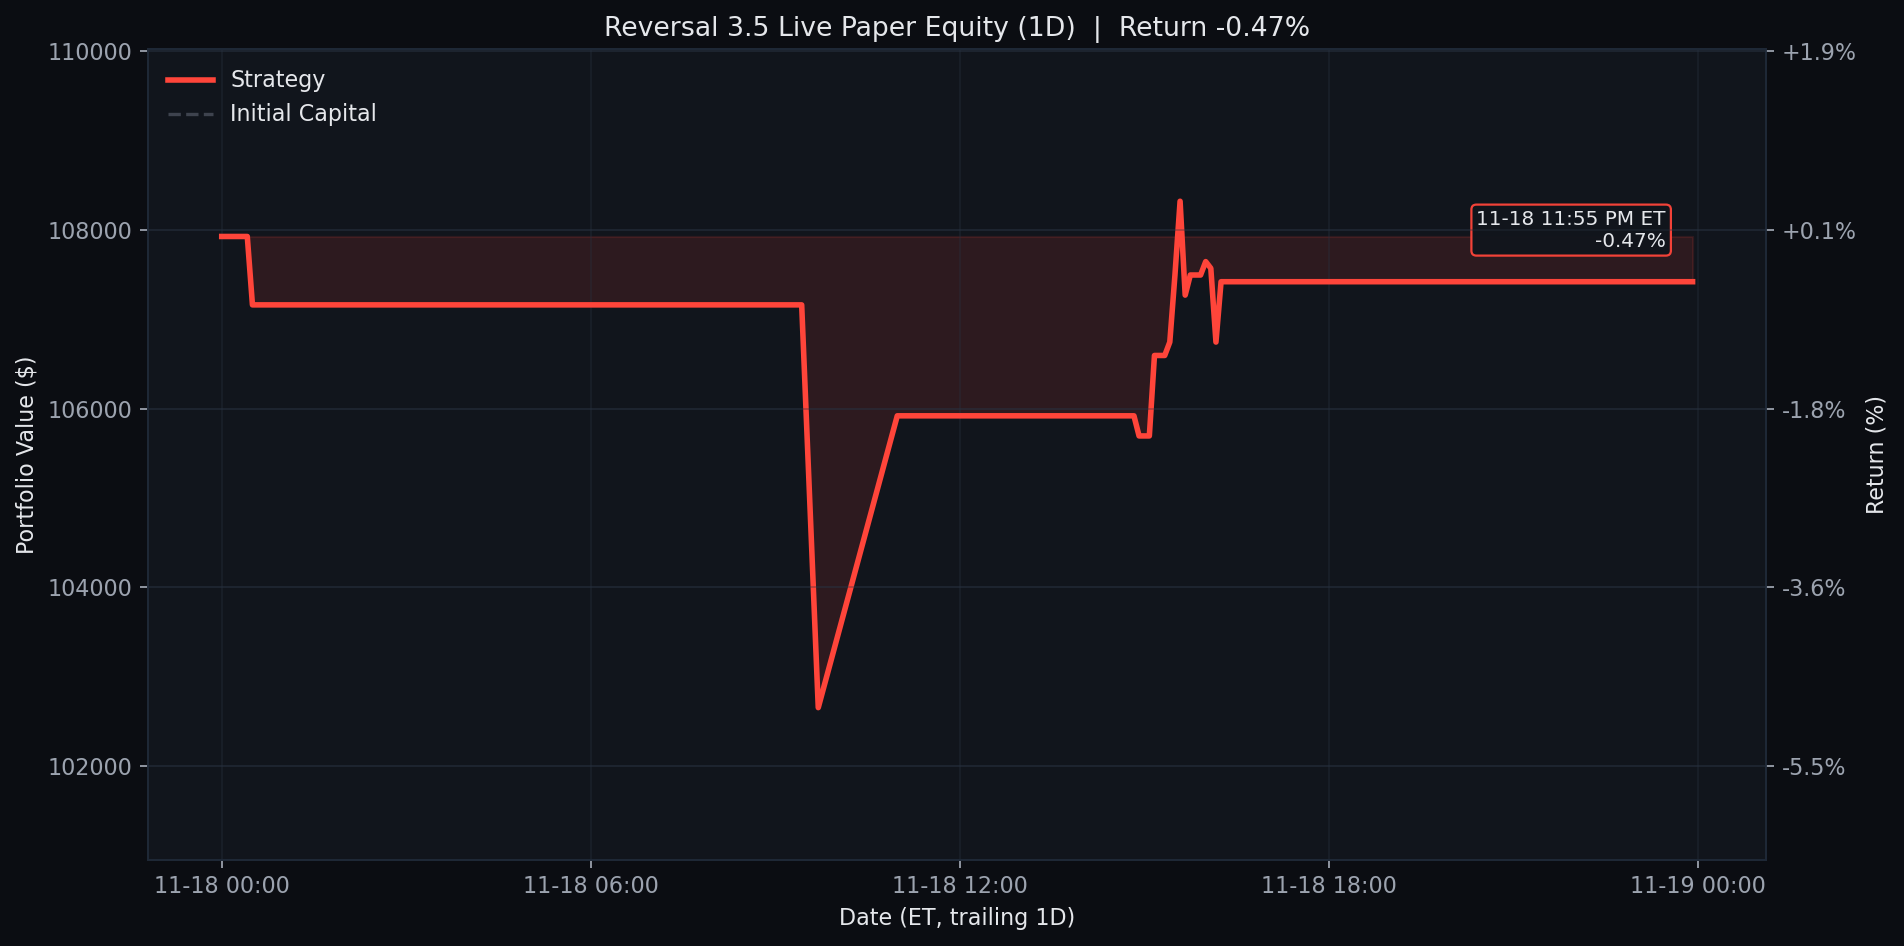 Reversal 3.5 Live Paper Equity (1D)  |  Return -0.47%
Strategy
Initial Capital
110000
108000
106000
104000
102000
Portfolio Value ($)
+1.9%
+0.1%
-1.8%
-3.6%
-5.5%
Return (%)
11-18 11:55 PM ET
-0.47%
11-18 00:00
11-18 06:00
11-18 12:00
11-18 18:00
11-19 00:00
Date (ET, trailing 1D)